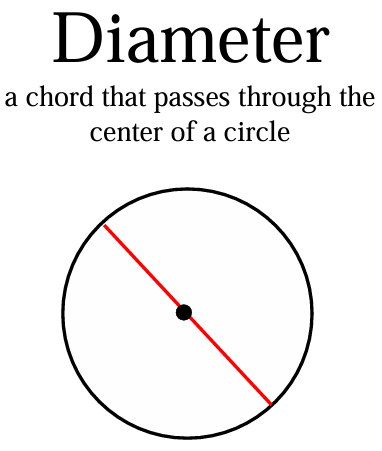 Diameter
a chord that passes through the
center of a circle